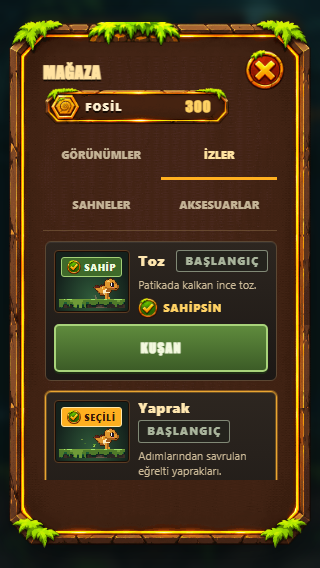 MAĞAZA
FOSİL 300
GÖRÜNÜMLER İZLER
SAHNELER AKSESUARLAR
SAHİP
Toz BAŞLANGIÇ
Patikada kalkan ince toz.
SAHİPSİN
KUŞAN
SEÇİLİ
Yaprak
BAŞLANGIÇ
Adımlarından savrulan
eğrelti yaprakları.